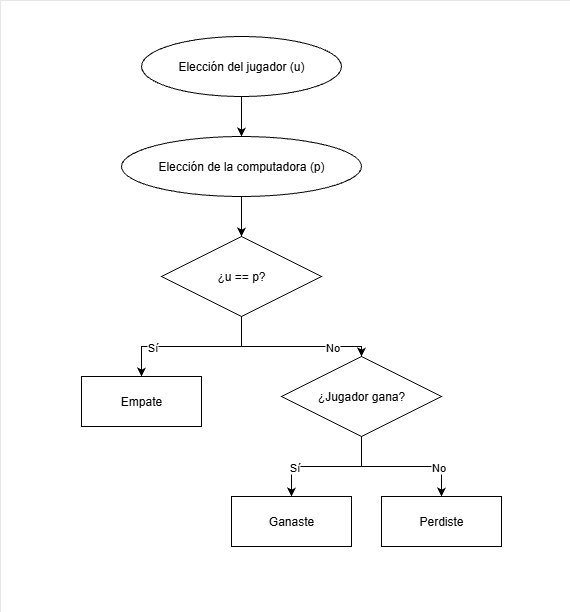 Elección del jugador (u)
Elección de la computadora (p)
¿u == p?
Sí
No
Empate
¿Jugador gana?
Sí
No
Ganaste
Perdiste